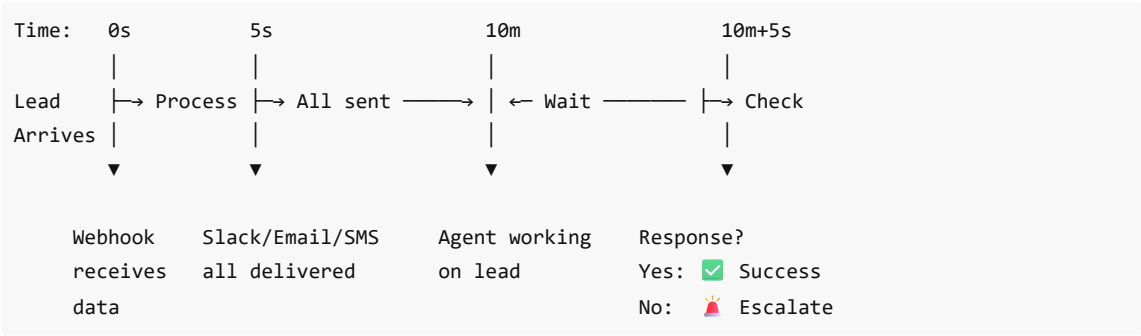 Time:   0s               5s                            10m                           10m+5s
            │                 │                             │                             │
Lead        ├─→ Process ├─→ All sent ─────→ │ ←─ Wait ─────── ├─→ Check
Arrives │                 │                             │                             │
            ▼                 ▼                             ▼                             ▼
Webhook    Slack/Email/SMS    Agent working    Response?
receives   all delivered      on lead          Yes: ✅ Success
data                                           No:  🚨 Escalate